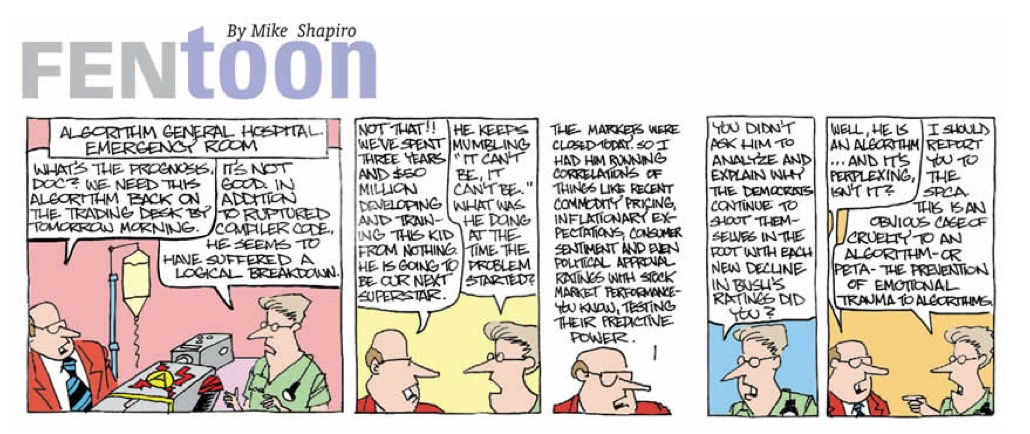 By Mike Shapiro
FENtoon
ALGORITHM GENERAL HOSPITAL
EMERGENCY ROOM
WHAT'S THE PROGNOSIS,
DOC? WE NEED THIS
ALGORITHM BACK ON
THE TRADING DESK BY
TOMORROW MORNING.
IT'S NOT
GOOD. IN
ADDITION
TO RUPTURED
COMPILER CODE,
HE SEEMS TO
HAVE SUFFERED A
LOGICAL BREAKDOWN.
NOT THAT!!
WE'VE SPENT
THREE YEARS
AND $50
MILLION
DEVELOPING
AND TRAIN-
ING THIS KID
FROM NOTHING.
HE IS GOING TO
BE OUR NEXT
SUPERSTAR.
HE KEEPS
MUMBLING
"IT CAN'T
BE, IT
CAN'T BE."
WHAT WAS
HE DOING
AT THE
TIME THE
PROBLEM
STARTED?
THE MARKETS WERE
CLOSED TODAY. SO I
HAD HIM RUNNING
CORRELATIONS OF
THINGS LIKE RECENT
COMMODITY PRICING,
INFLATIONARY EX-
PECTATIONS, CONSUMER
SENTIMENT AND EVEN
POLITICAL APPROVAL
RATINGS WITH STOCK
MARKET PERFORMANCE-
YOU KNOW, TESTING
THEIR PREDICTIVE
POWER.
YOU DIDN'T
ASK HIM TO
ANALYZE AND
EXPLAIN WHY
THE DEMOCRATS
CONTINUE TO
SHOOT THEM-
SELVES IN THE
FOOT WITH EACH
NEW DECLINE
IN BUSH'S
RATINGS DID
YOU?
WELL, HE IS
AN ALGORITHM
...AND IT'S
PERPLEXING,
ISN'T IT?
I SHOULD
REPORT
YOU TO
THE
SPCA.
THIS IS AN
OBVIOUS CASE OF
CRUELTY TO AN
ALGORITHM-OR
PETA-THE PREVENTION
OF EMOTIONAL
TRAUMA TO ALGORITHMS.